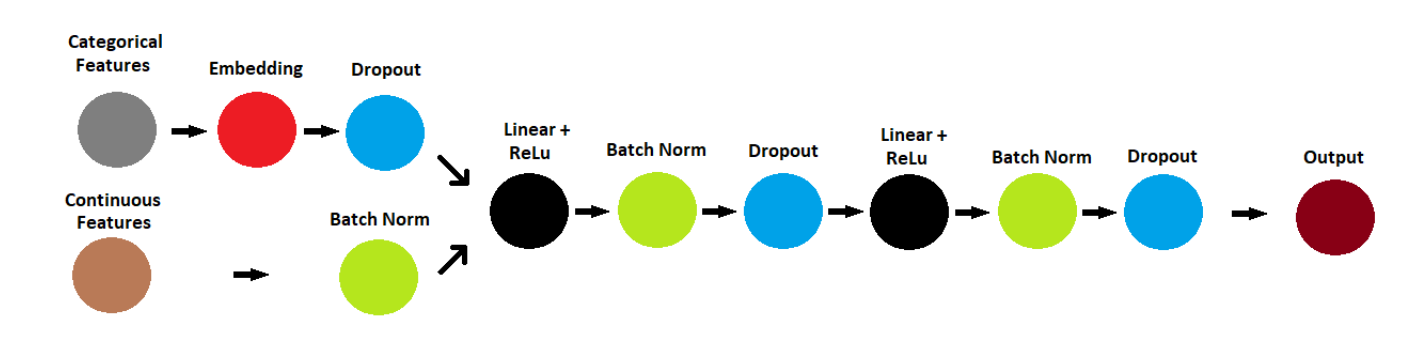 Categorical
Features
Embedding
Dropout
Continuous
Features
Batch Norm
Linear +
ReLu
Batch Norm
Dropout
Linear +
ReLu
Batch Norm
Dropout
Output